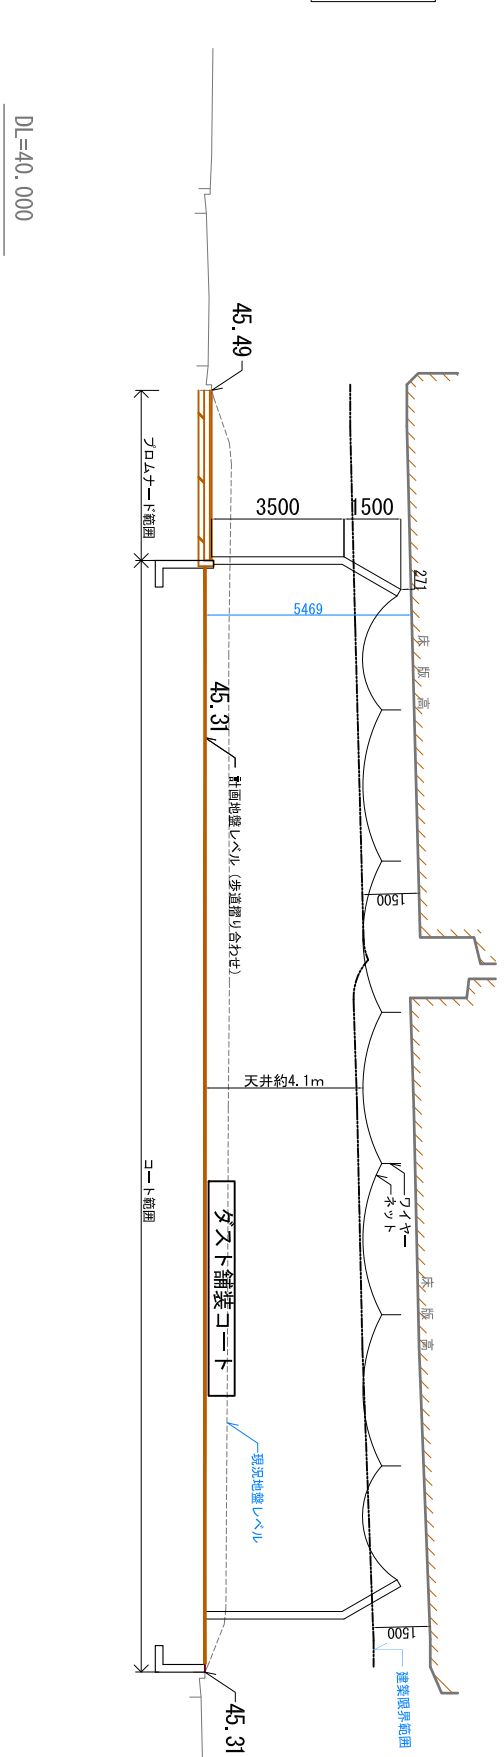 DL=40.000
45.49
プロムナード範囲
3500
1500
271
5469
床版高
45.31
計画地盤レベル（歩道摺り合わせ）
1500
天井約4.1m
コート範囲
ワイヤー
ネット
ダスト舗装コート
床版高
現況地盤レベル
1500
建築限界範囲
45.31